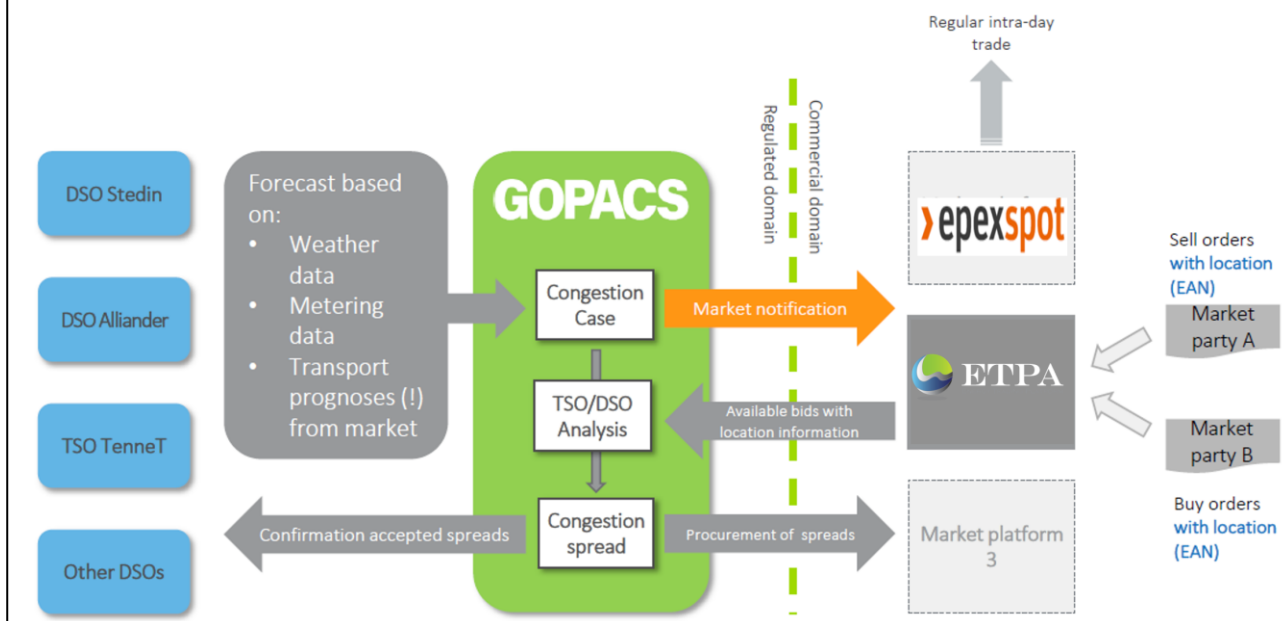 Regular intra-day
trade
Regulated domain
Commercial domain
DSO Stedin
DSO Alliander
TSO TenneT
Other DSOs
Forecast based
on:
• Weather
data
• Metering
data
• Transport
prognoses (!)
from market
GOPACS
Congestion
Case
TSO/DSO
Analysis
Congestion
spread
Market notification
Available bids with
location information
Confirmation accepted spreads
Procurement of spreads
epexspot
ETPA
Market platform
3
Sell orders
with location
(EAN)
Market
party A
Market
party B
Buy orders
with location
(EAN)